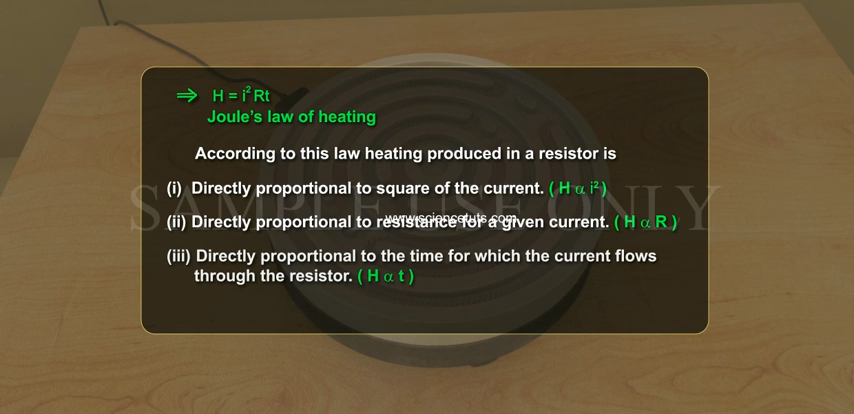 ⇒ H = i² Rt
Joule's law of heating
According to this law heating produced in a resistor is
(i) Directly proportional to square of the current. ( H α i² )
SAMPLE USE ONLY
www.sciencetuts.com
(ii) Directly proportional to resistance for a given current. ( H α R )
(iii) Directly proportional to the time for which the current flows
through the resistor. ( H α t )